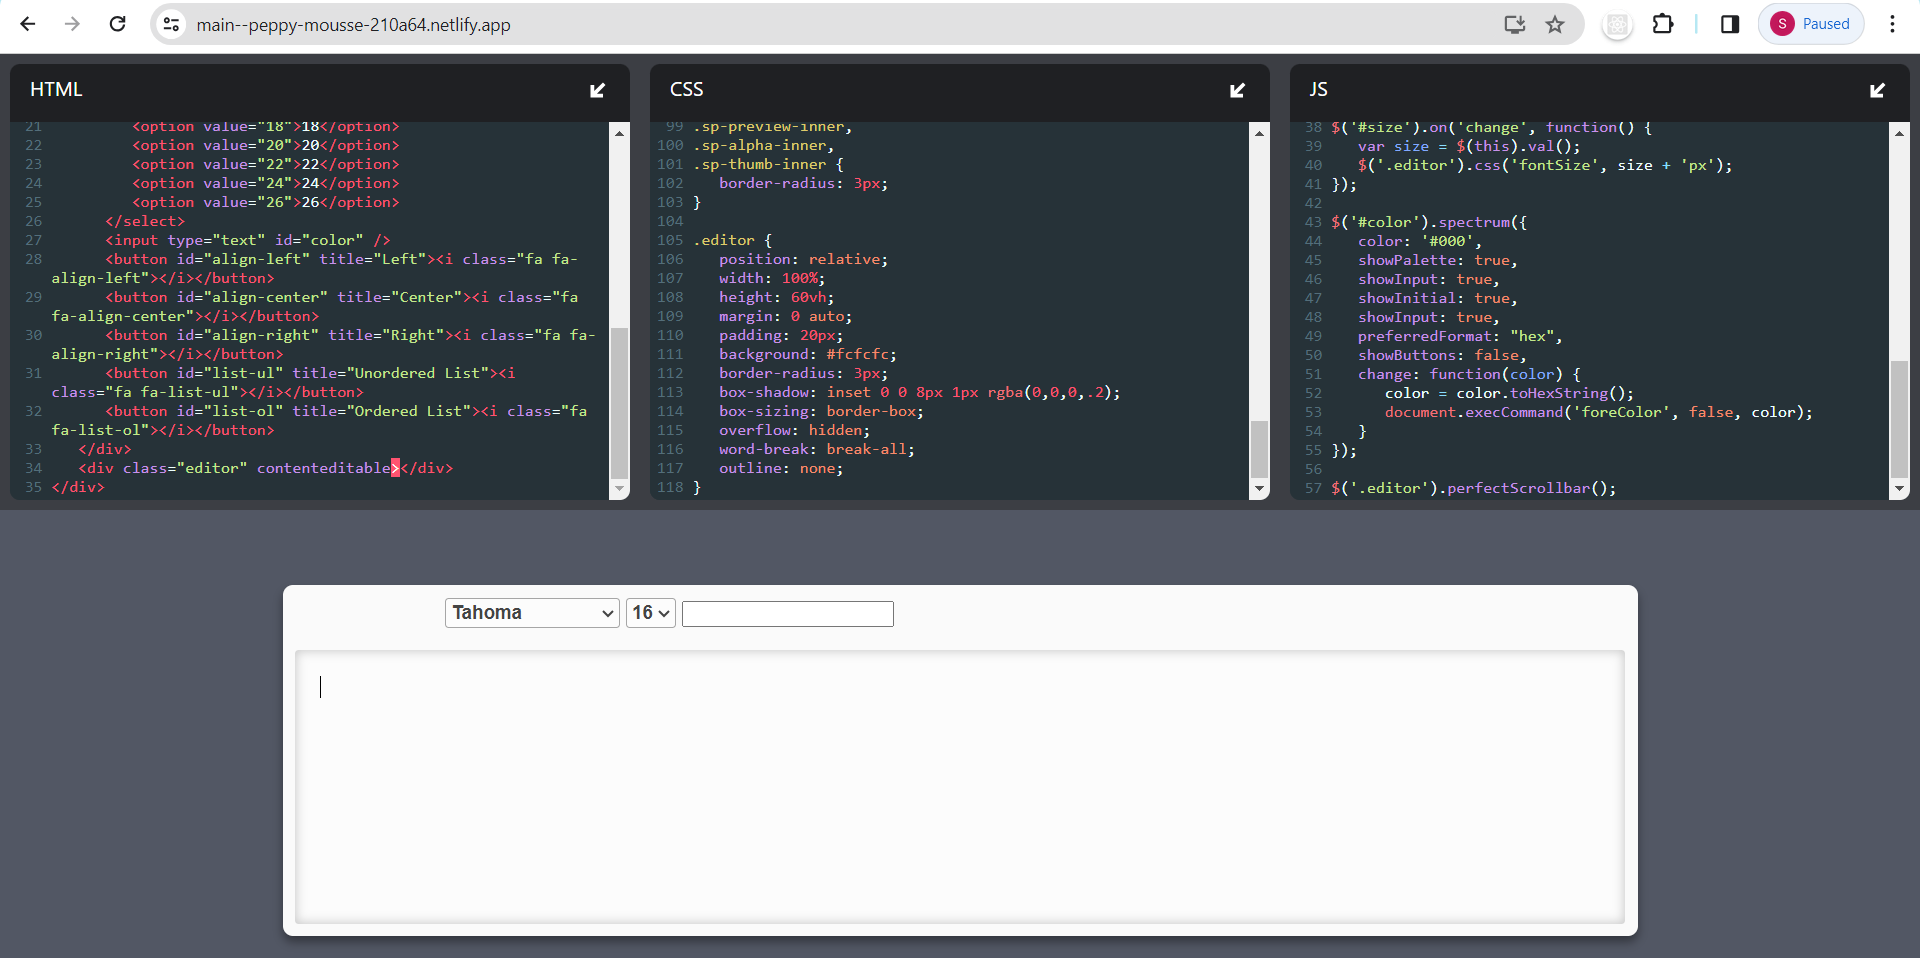 main--peppy-mousse-210a64.netlify.app
S Paused
HTML
21 <option value="18">18</option>
22 <option value="20">20</option>
23 <option value="22">22</option>
24 <option value="24">24</option>
25 <option value="26">26</option>
26 </select>
27 <input type="text" id="color" />
28 <button id="align-left" title="Left"><i class="fa fa-
align-left"></i></button>
29 <button id="align-center" title="Center"><i class="fa
fa-align-center"></i></button>
30 <button id="align-right" title="Right"><i class="fa fa-
align-right"></i></button>
31 <button id="list-ul" title="Unordered List"><i
class="fa fa-list-ul"></i></button>
32 <button id="list-ol" title="Ordered List"><i class="fa
fa-list-ol"></i></button>
33 </div>
34 <div class="editor" contenteditable></div>
35 </div>
CSS
99 .sp-preview-inner,
100 .sp-alpha-inner,
101 .sp-thumb-inner {
102 border-radius: 3px;
103 }
104
105 .editor {
106 position: relative;
107 width: 100%;
108 height: 60vh;
109 margin: 0 auto;
110 padding: 20px;
111 background: #fcfcfc;
112 border-radius: 3px;
113 box-shadow: inset 0 0 8px 1px rgba(0,0,0,.2);
114 box-sizing: border-box;
115 overflow: hidden;
116 word-break: break-all;
117 outline: none;
118 }
JS
38 $('#size').on('change', function() {
39 var size = $(this).val();
40 $('.editor').css('fontSize', size + 'px');
41 });
42
43 $('#color').spectrum({
44 color: '#000',
45 showPalette: true,
46 showInput: true,
47 showInitial: true,
48 showInput: true,
49 preferredFormat: "hex",
50 showButtons: false,
51 change: function(color) {
52 color = color.toHexString();
53 document.execCommand('foreColor', false, color);
54 }
55 });
56
57 $('.editor').perfectScrollbar();
Tahoma 16